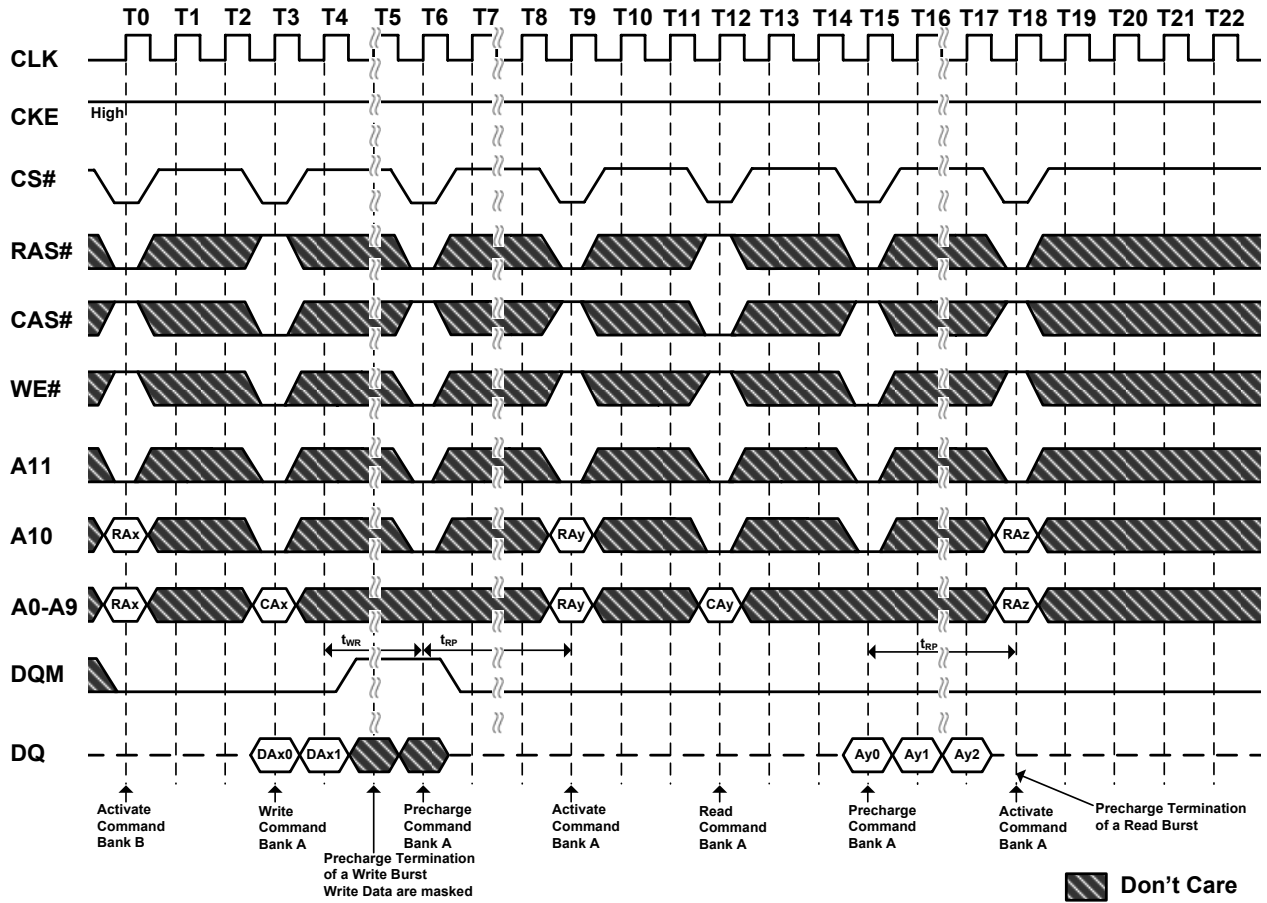 T0 T1 T2 T3 T4 T5 T6 T7 T8 T9 T10 T11 T12 T13 T14 T15 T16 T17 T18 T19 T20 T21 T22
CLK
CKE
High
CS#
RAS#
CAS#
WE#
A11
A10
RAx RAy RAz
A0-A9
RAx CAx RAy CAy RAz
tWR tRP tRP
DQM
DQ
DAx0 DAx1 Ay0 Ay1 Ay2
Activate
Command
Bank B
Write
Command
Bank A
Precharge Termination
of a Write Burst
Write Data are masked
Precharge
Command
Bank A
Activate
Command
Bank A
Read
Command
Bank A
Precharge
Command
Bank A
Activate
Command
Bank A
Precharge Termination
of a Read Burst
Don't Care